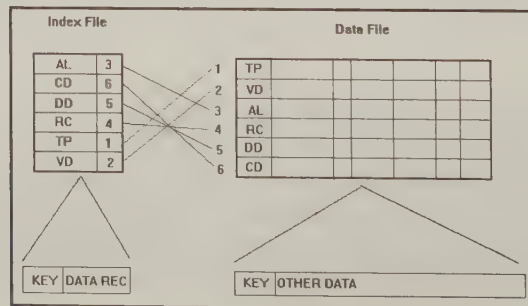 Index File
Data File
AL 3
CD 6
DD 5
RC 4
TP 1
VD 2
1 TP
2 VD
3 AL
4 RC
5 DD
6 CD
KEY DATA REC
KEY OTHER DATA